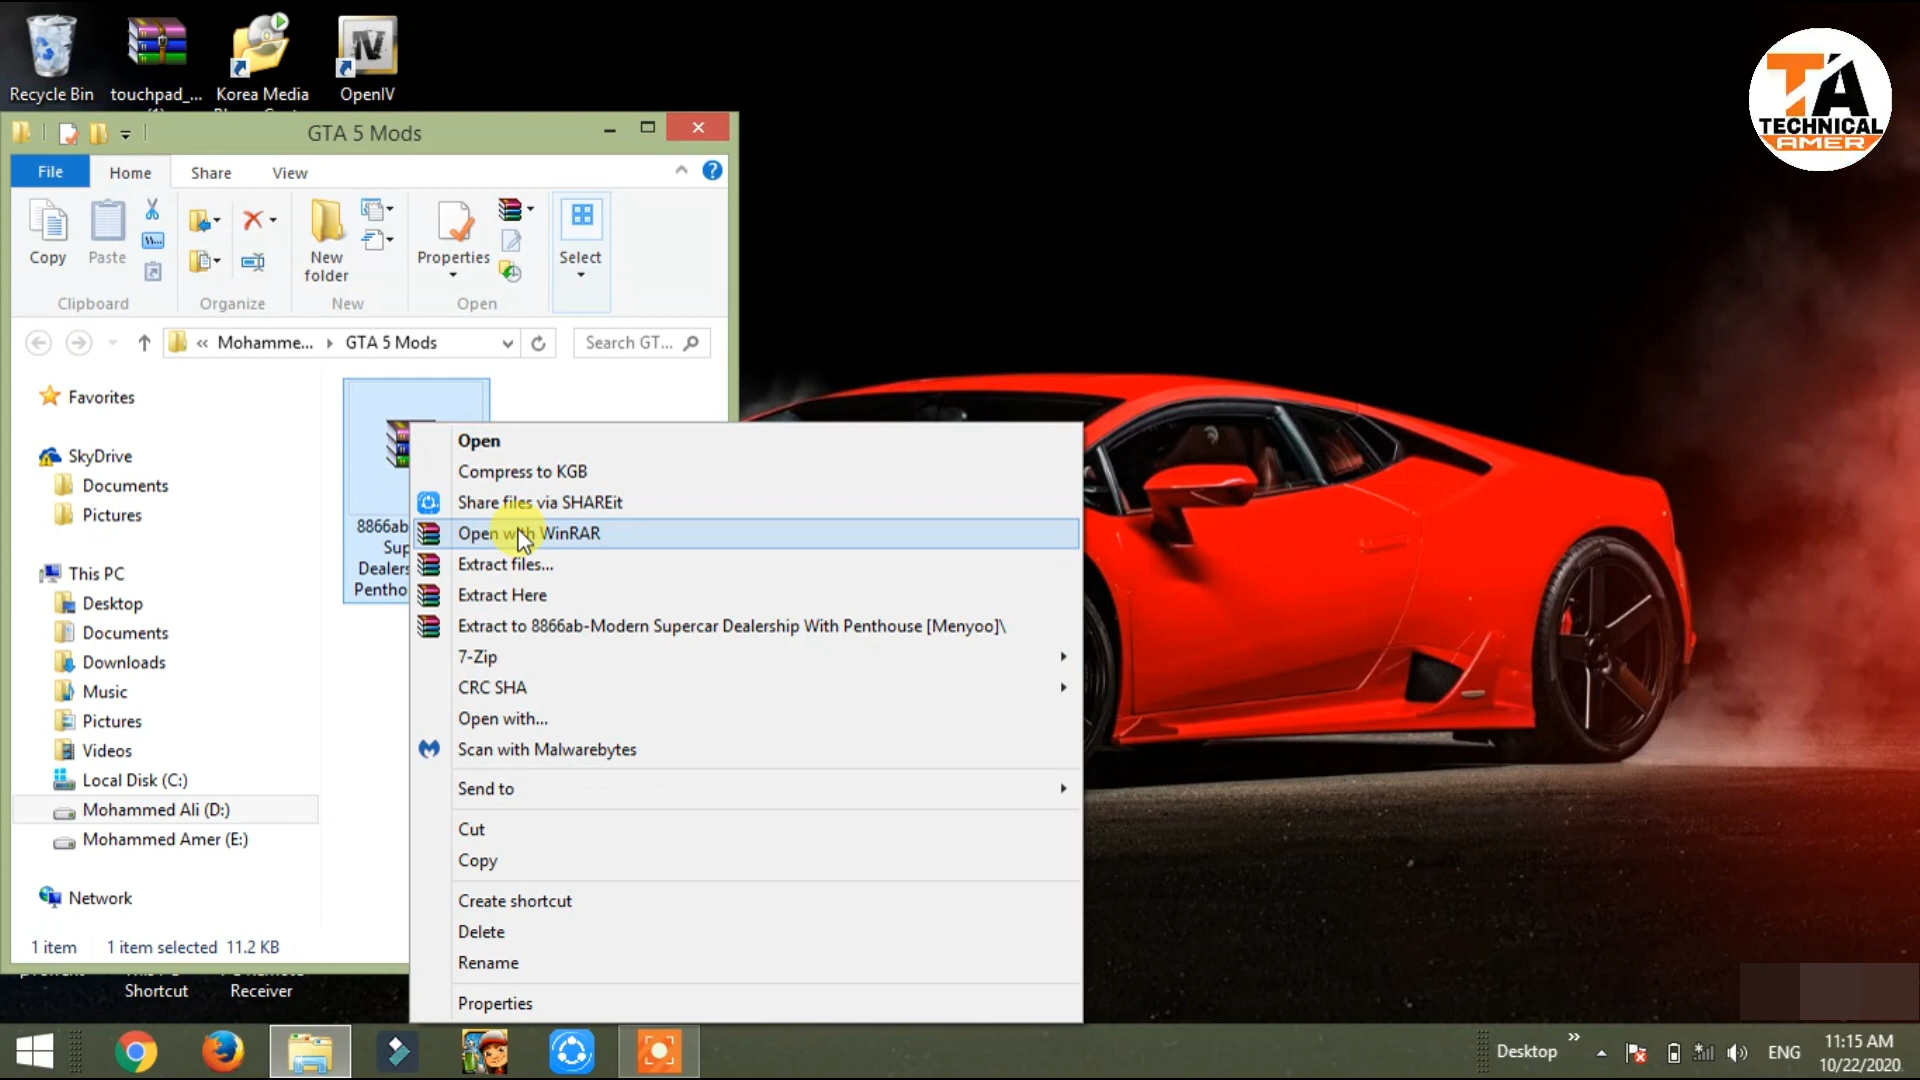 Recycle Bin
touchpad_...
Korea Media
OpenIV
TA
TECHNICAL
AMER
GTA 5 Mods
File
Home
Share
View
Copy
Paste
New
folder
Properties
Select
Clipboard
Organize
New
Open
« Mohamme... GTA 5 Mods
Search GT...
Favorites
SkyDrive
Documents
Pictures
This PC
Desktop
Documents
Downloads
Music
Pictures
Videos
Local Disk (C:)
Mohammed Ali (D:)
Mohammed Amer (E:)
Network
8866ab
Sup
Dealers
Pentho
1 item
1 item selected 11.2 KB
Open
Compress to KGB
Share files via SHAREit
Open with WinRAR
Extract files...
Extract Here
Extract to 8866ab-Modern Supercar Dealership With Penthouse [Menyoo]\
7-Zip
CRC SHA
Open with...
Scan with Malwarebytes
Send to
Cut
Copy
Create shortcut
Delete
Rename
Properties
Shortcut
Receiver
Desktop
ENG
11:15 AM
10/22/2020